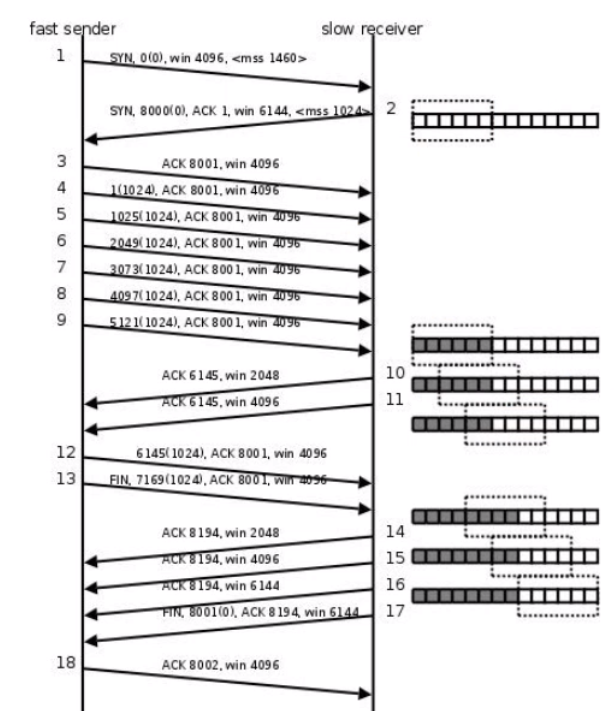 fast sender slow receiver
1 SYN, 0(0), win 4096, <mss 1460>
SYN, 8000(0), ACK 1, win 6144, <mss 1024> 2
3 ACK 8001, win 4096
4 1(1024), ACK 8001, win 4096
5 1025(1024), ACK 8001, win 4096
6 2049(1024), ACK 8001, win 4096
7 3073(1024), ACK 8001, win 4096
8 4097(1024), ACK 8001, win 4096
9 5121(1024), ACK 8001, win 4096
ACK 6145, win 2048 10
ACK 6145, win 4096 11
12 6145(1024), ACK 8001, win 4096
13 FIN, 7169(1024), ACK 8001, win 4096
ACK 8194, win 2048 14
ACK 8194, win 4096 15
ACK 8194, win 6144 16
FIN, 8001(0), ACK 8194, win 6144 17
18 ACK 8002, win 4096